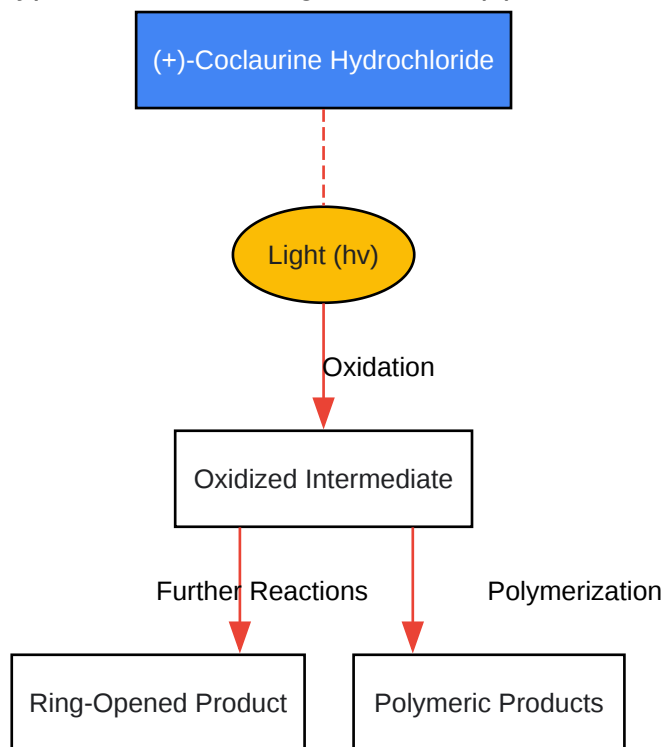 (+)-Coclaurine Hydrochloride
Light (hv)
Oxidation
Oxidized Intermediate
Further Reactions
Polymerization
Ring-Opened Product
Polymeric Products